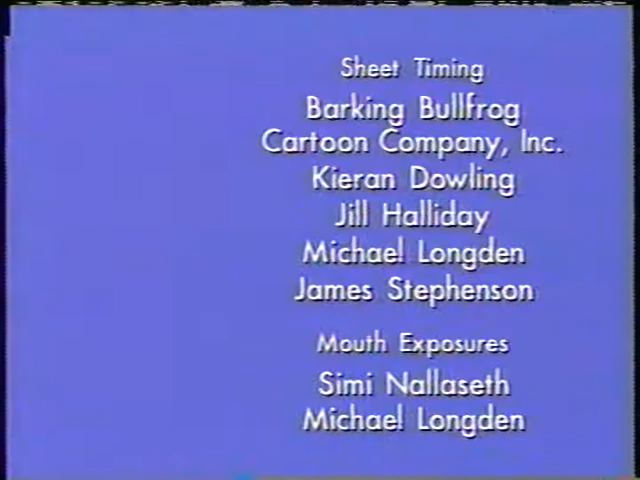 Sheet Timing
Barking Bullfrog
Cartoon Company, Inc.
Kieran Dowling
Jill Halliday
Michael Longden
James Stephenson
Mouth Exposures
Simi Nallaseth
Michael Longden